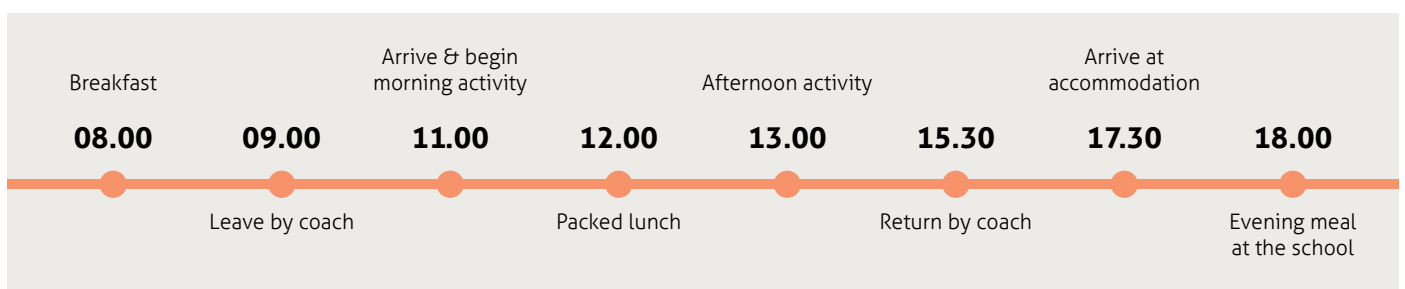 Breakfast
08.00
09.00
Leave by coach
Arrive & begin
morning activity
11.00
12.00
Packed lunch
Afternoon activity
13.00
15.30
Return by coach
Arrive at
accommodation
17.30
18.00
Evening meal
at the school